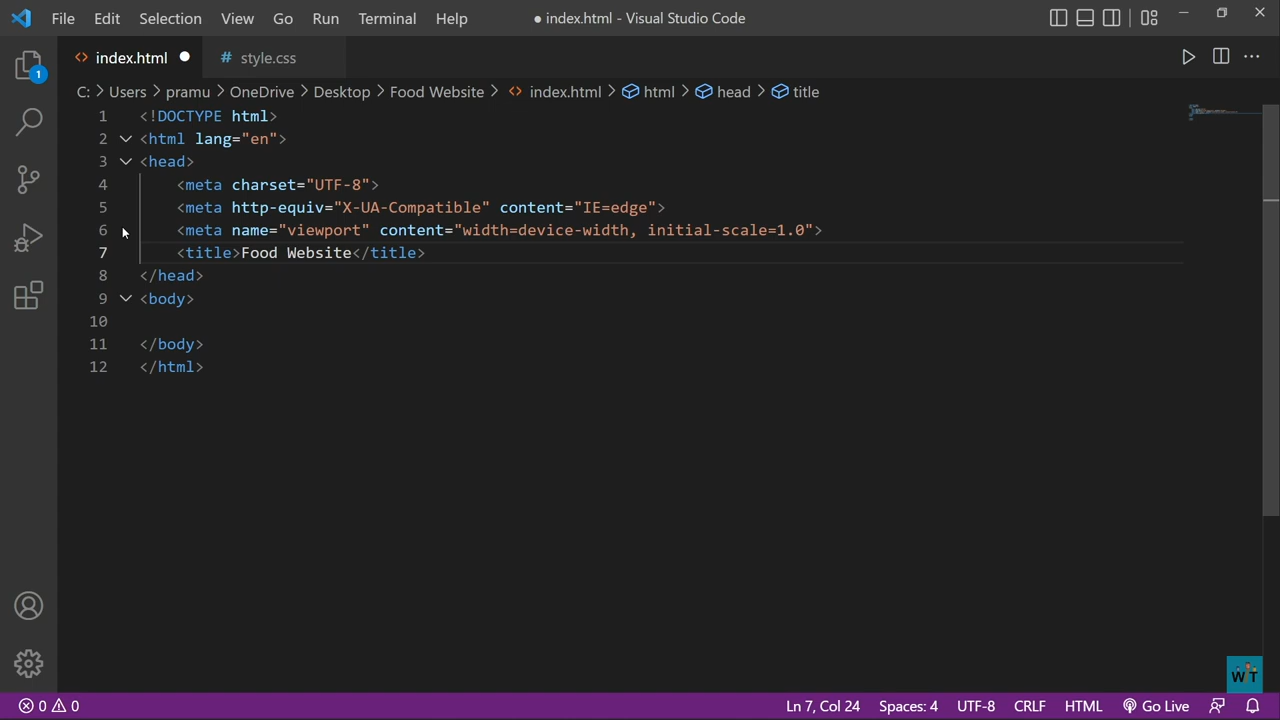 File Edit Selection View Go Run Terminal Help ● index.html - Visual Studio Code
1 <> index.html ● # style.css
C: > Users > pramu > OneDrive > Desktop > Food Website > <> index.html > html > head > title
1 <!DOCTYPE html>
2 <html lang="en">
3 <head>
4 <meta charset="UTF-8">
5 <meta http-equiv="X-UA-Compatible" content="IE=edge">
6 <meta name="viewport" content="width=device-width, initial-scale=1.0">
7 <title>Food Website</title>
8 </head>
9 <body>
10
11 </body>
12 </html>
WT
0 0 Ln 7, Col 24 Spaces: 4 UTF-8 CRLF HTML Go Live